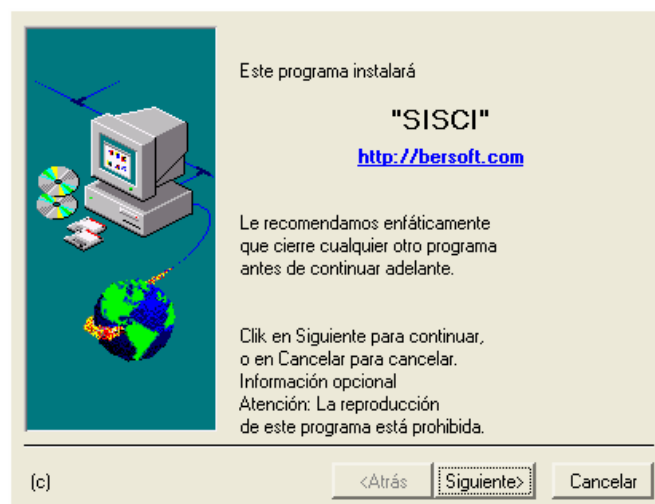 Este programa instalará
"SISCI"
http://bersoft.com
Le recomendamos enfáticamente
que cierre cualquier otro programa
antes de continuar adelante.
Clik en Siguiente para continuar,
o en Cancelar para cancelar.
Información opcional
Atención: La reproducción
de este programa está prohibida.
(c)
<Atrás
Siguiente>
Cancelar